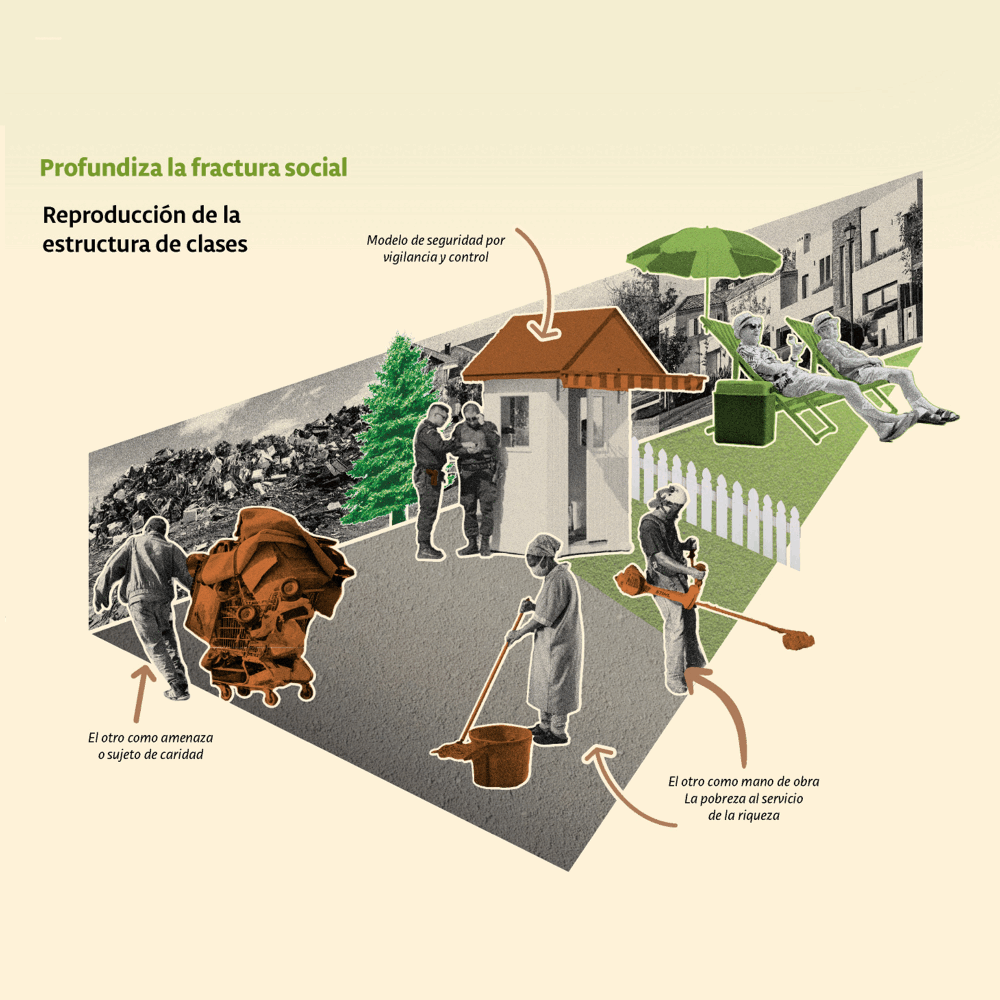 Profundiza la fractura social
Reproducción de la
estructura de clases
Modelo de seguridad por
vigilancia y control
El otro como amenaza
o sujeto de caridad
El otro como mano de obra
La pobreza al servicio
de la riqueza